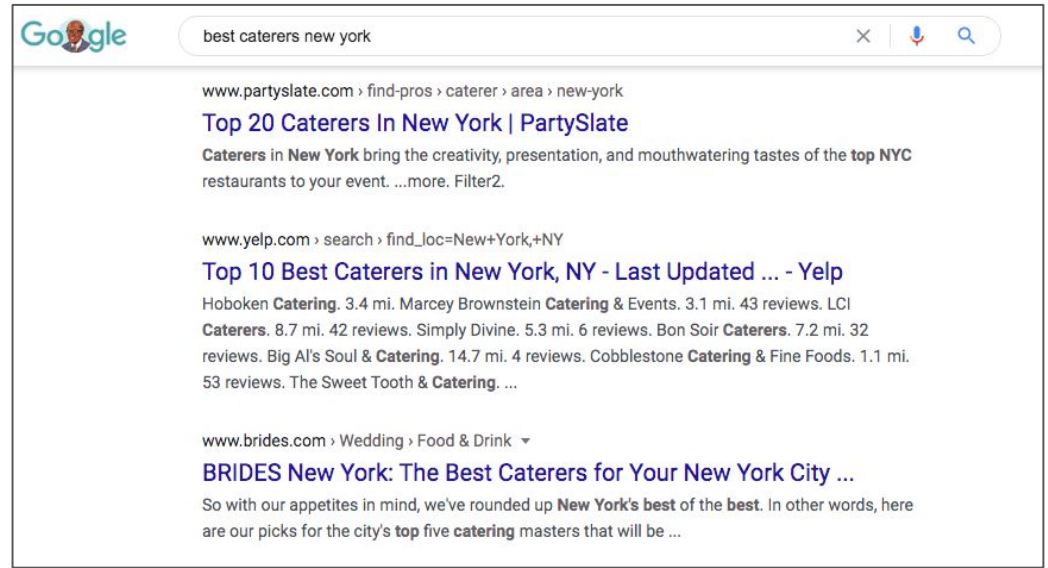 Google
best caterers new york
www.partyslate.com › find-pros › caterer › area › new-york
Top 20 Caterers In New York | PartySlate
Caterers in New York bring the creativity, presentation, and mouthwatering tastes of the top NYC
restaurants to your event. ...more. Filter2.
www.yelp.com › search › find_loc=New+York,+NY
Top 10 Best Caterers in New York, NY - Last Updated ... - Yelp
Hoboken Catering. 3.4 mi. Marcey Brownstein Catering & Events. 3.1 mi. 43 reviews. LCI
Caterers. 8.7 mi. 42 reviews. Simply Divine. 5.3 mi. 6 reviews. Bon Soir Caterers. 7.2 mi. 32
reviews. Big Al's Soul & Catering. 14.7 mi. 4 reviews. Cobblestone Catering & Fine Foods. 1.1 mi.
53 reviews. The Sweet Tooth & Catering. ...
www.brides.com › Wedding › Food & Drink
BRIDES New York: The Best Caterers for Your New York City ...
So with our appetites in mind, we've rounded up New York's best of the best. In other words, here
are our picks for the city's top five catering masters that will be ...